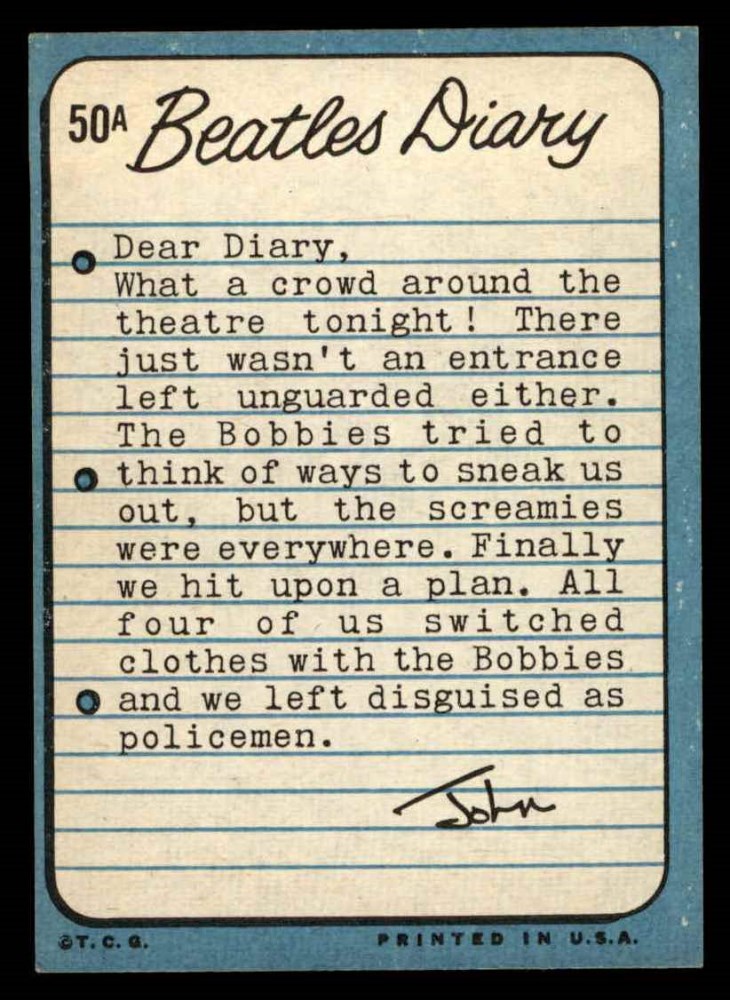 50A Beatles Diary
Dear Diary,
What a crowd around the
theatre tonight! There
just wasn't an entrance
left unguarded either.
The Bobbies tried to
think of ways to sneak us
out, but the screamies
were everywhere. Finally
we hit upon a plan. All
four of us switched
clothes with the Bobbies
and we left disguised as
policemen.
John
©T.C.G.
PRINTED IN U.S.A.